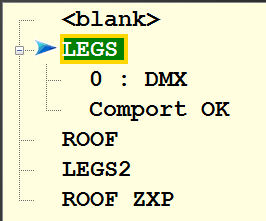 <blank>
LEGS
0 : DMX
Comport OK
ROOF
LEGS2
ROOF ZXP